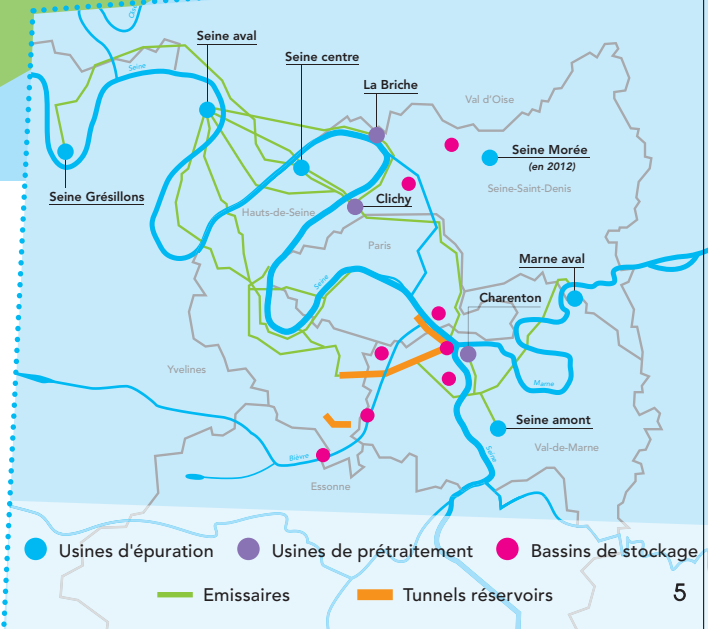 Seine aval
Seine centre
La Briche
Seine
Val d'Oise
Seine Morée
(en 2012)
Seine-Saint-Denis
Seine Grésillons
Clichy
Hauts-de-Seine
Paris
Marne aval
Seine
Charenton
Yvelines
Marne
Seine amont
Val-de-Marne
Seine
Bièvre
Essonne
Usines d'épuration
Usines de prétraitement
Bassins de stockage
Emissaires
Tunnels réservoirs
5